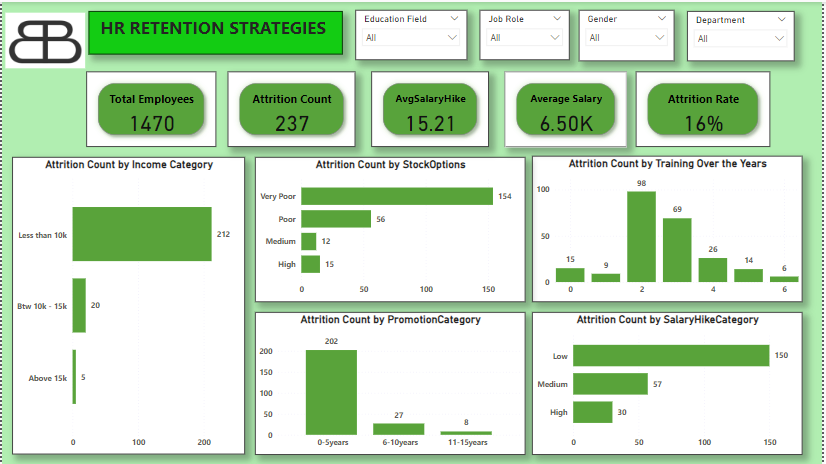 HR RETENTION STRATEGIES
Education Field
All
Job Role
All
Gender
All
Department
All
Total Employees
1470
Attrition Count
237
AvgSalaryHike
15.21
Average Salary
6.50K
Attrition Rate
16%
Attrition Count by Income Category
Less than 10k
212
Btw 10k - 15k
20
Above 15k
5
0 100 200
Attrition Count by StockOptions
Very Poor
154
Poor
56
Medium
12
High
15
0 50 100 150
Attrition Count by Training Over the Years
100
50
0
15
9
98
69
26
14
6
0 2 4 6
Attrition Count by PromotionCategory
200
150
100
50
0
202
27
8
0-5years 6-10years 11-15years
Attrition Count by SalaryHikeCategory
Low
150
Medium
57
High
30
0 50 100 150